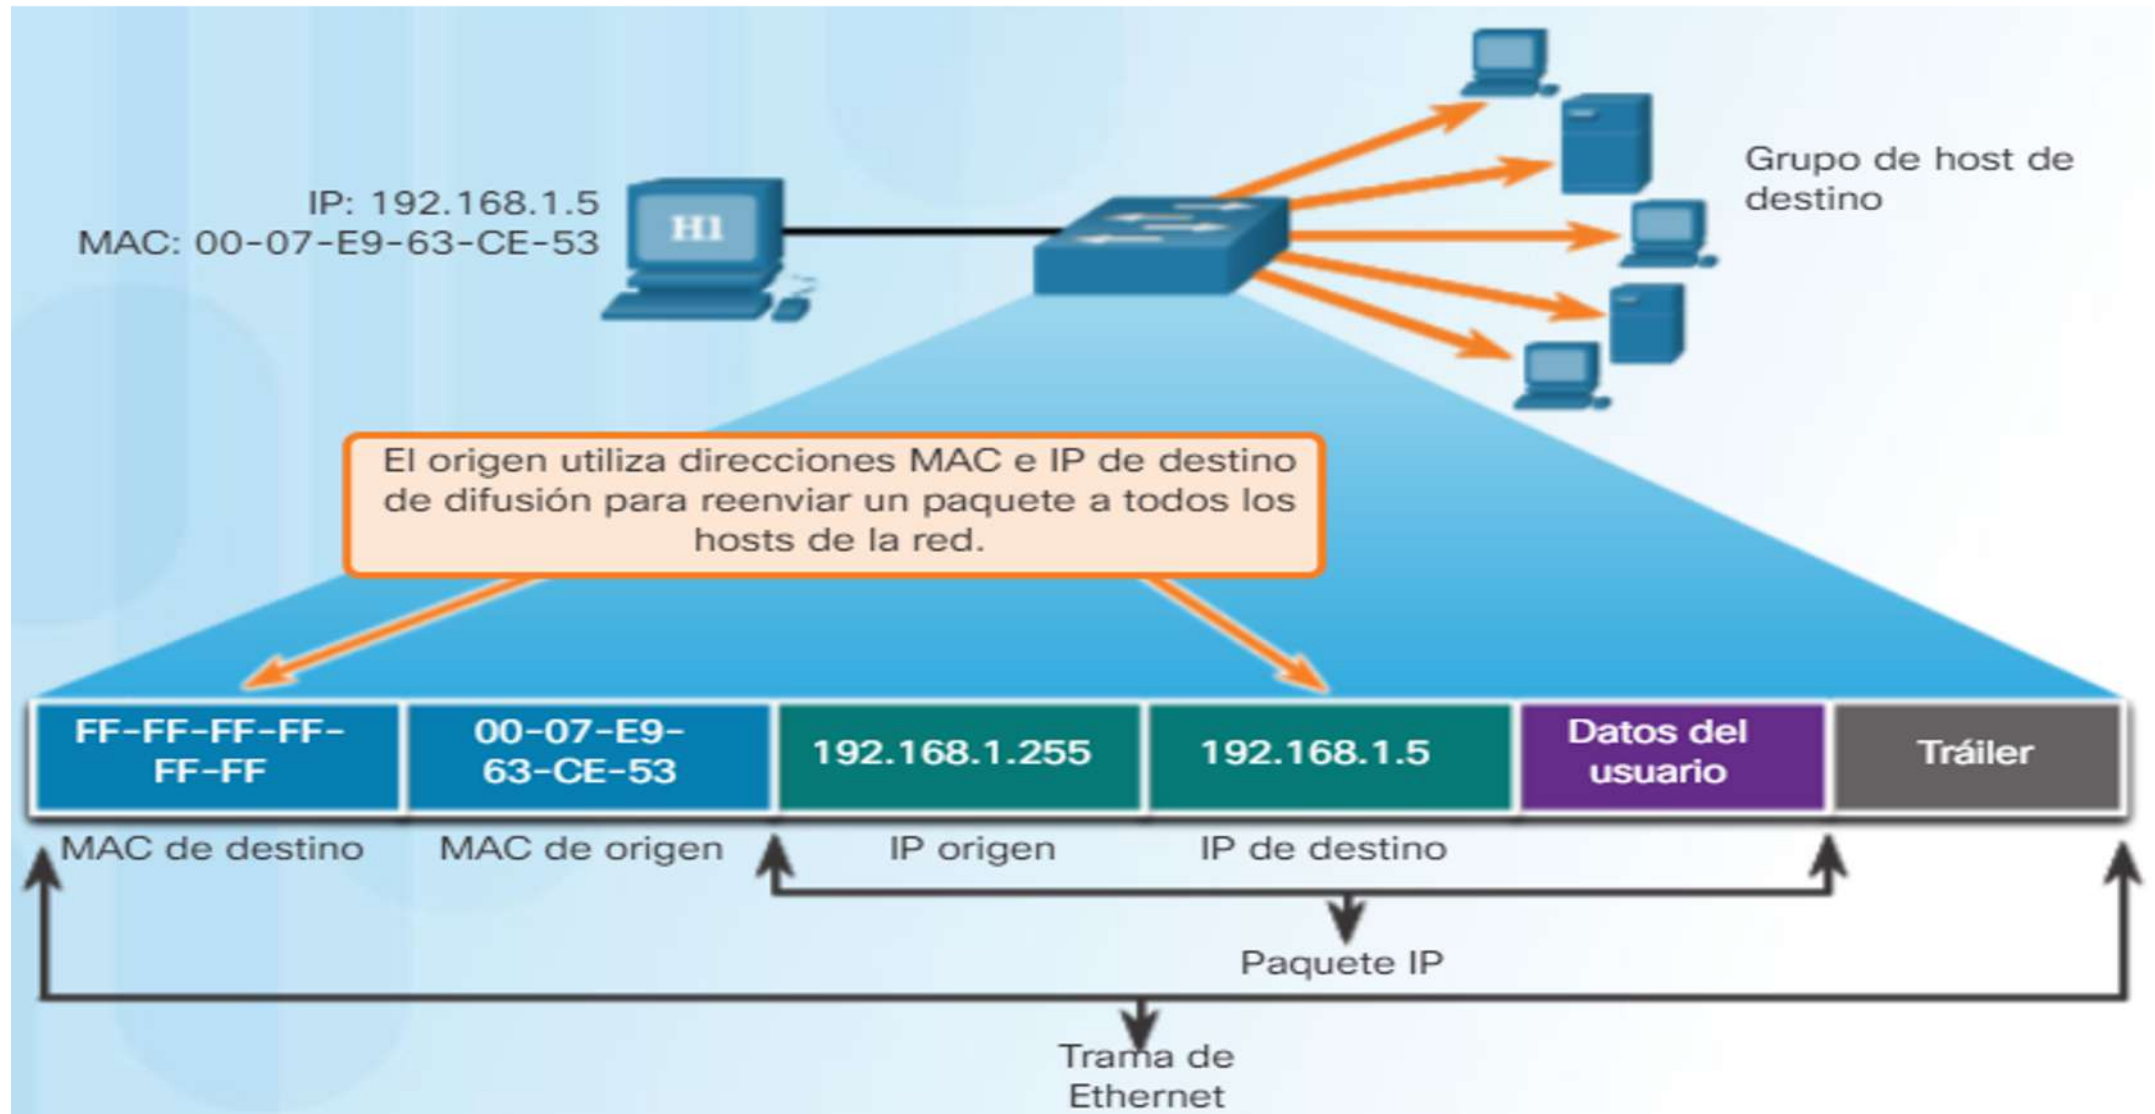 IP: 192.168.1.5
MAC: 00-07-E9-63-CE-53
H1
Grupo de host de
destino
El origen utiliza direcciones MAC e IP de destino
de difusión para reenviar un paquete a todos los
hosts de la red.
FF-FF-FF-FF-
FF-FF
00-07-E9-
63-CE-53
192.168.1.255
192.168.1.5
Datos del
usuario
Tráiler
MAC de destino
MAC de origen
IP origen
IP de destino
Paquete IP
Trama de
Ethernet